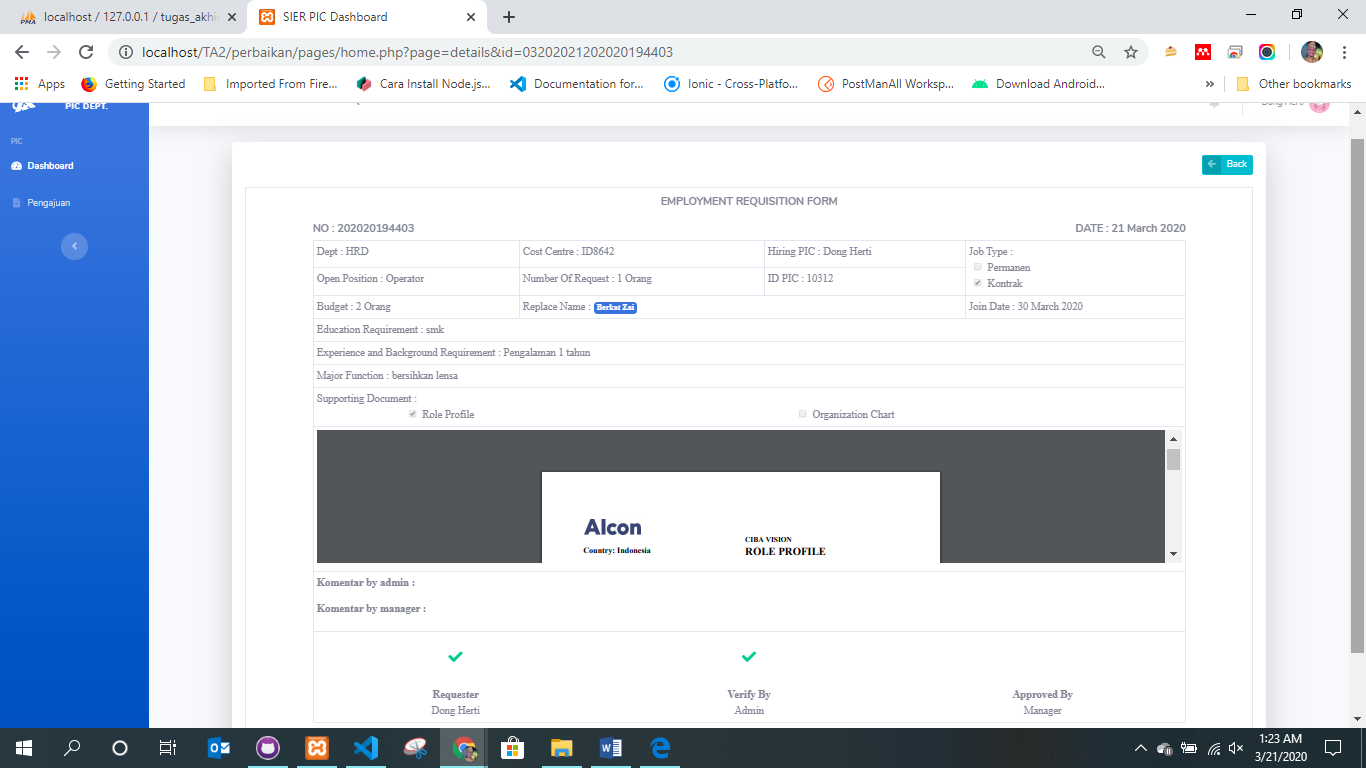 localhost / 127.0.0.1 / tugas_akhi
SIER PIC Dashboard
localhost/TA2/perbaikan/pages/home.php?page=details&id=03202021202020194403
Apps
Getting Started
Imported From Fire...
Cara Install Node.js...
Documentation for...
Ionic - Cross-Platfo...
PostManAll Worksp...
Download Android...
»
Other bookmarks
PIC DEPT.
Dong Herti
PIC
Dashboard
Pengajuan
Back
EMPLOYMENT REQUISITION FORM
NO : 202020194403
DATE : 21 March 2020
Dept : HRD
Cost Centre : ID8642
Hiring PIC : Dong Herti
Job Type :
Permanen
Kontrak
Open Position : Operator
Number Of Request : 1 Orang
ID PIC : 10312
Budget : 2 Orang
Replace Name : Berkat Zai
Join Date : 30 March 2020
Education Requirement : smk
Experience and Background Requirement : Pengalaman 1 tahun
Major Function : bersihkan lensa
Supporting Document :
Role Profile
Organization Chart
Alcon
Country: Indonesia
CIBA VISION
ROLE PROFILE
Komentar by admin :
Komentar by manager :
Requester
Dong Herti
Verify By
Admin
Approved By
Manager
1:23 AM
3/21/2020